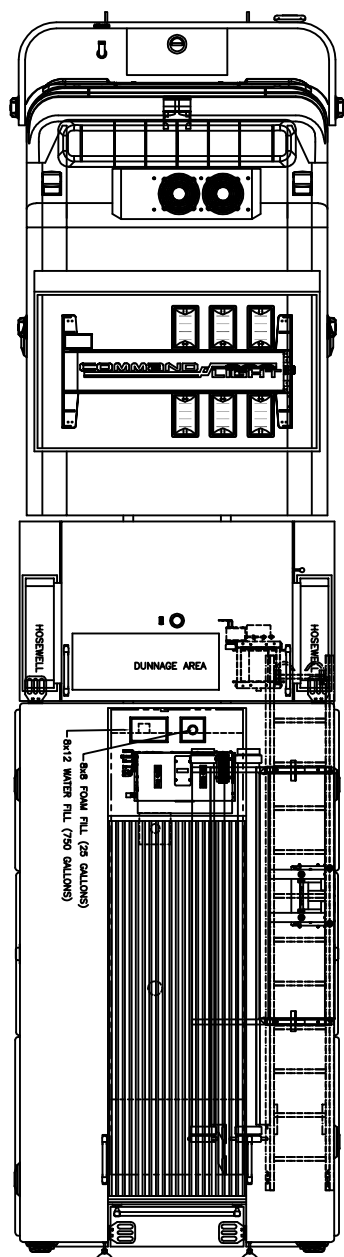 COMMAND LIGHT
HOSEWELL
HOSEWELL
DUNNAGE AREA
8x8 FOAM FILL (25 GALLONS)
8x12 WATER FILL (750 GALLONS)